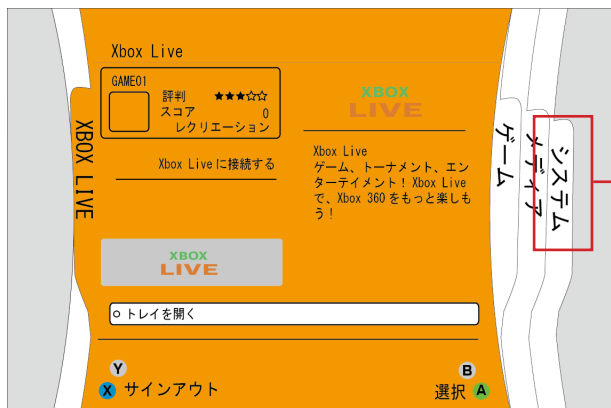 Xbox Live
GAME01
評判 ★★★☆☆
スコア 0
レクリエーション
Xbox Liveに接続する
XBOX
LIVE
トレイを開く
XBOX
LIVE
Xbox Live
ゲーム、トーナメント、エン
ターテイメント！Xbox Live
で、Xbox 360をもっと楽しも
う！
XBOX LIVE
ゲーム
メディア
システム
Y
X サインアウト
B
選択 A